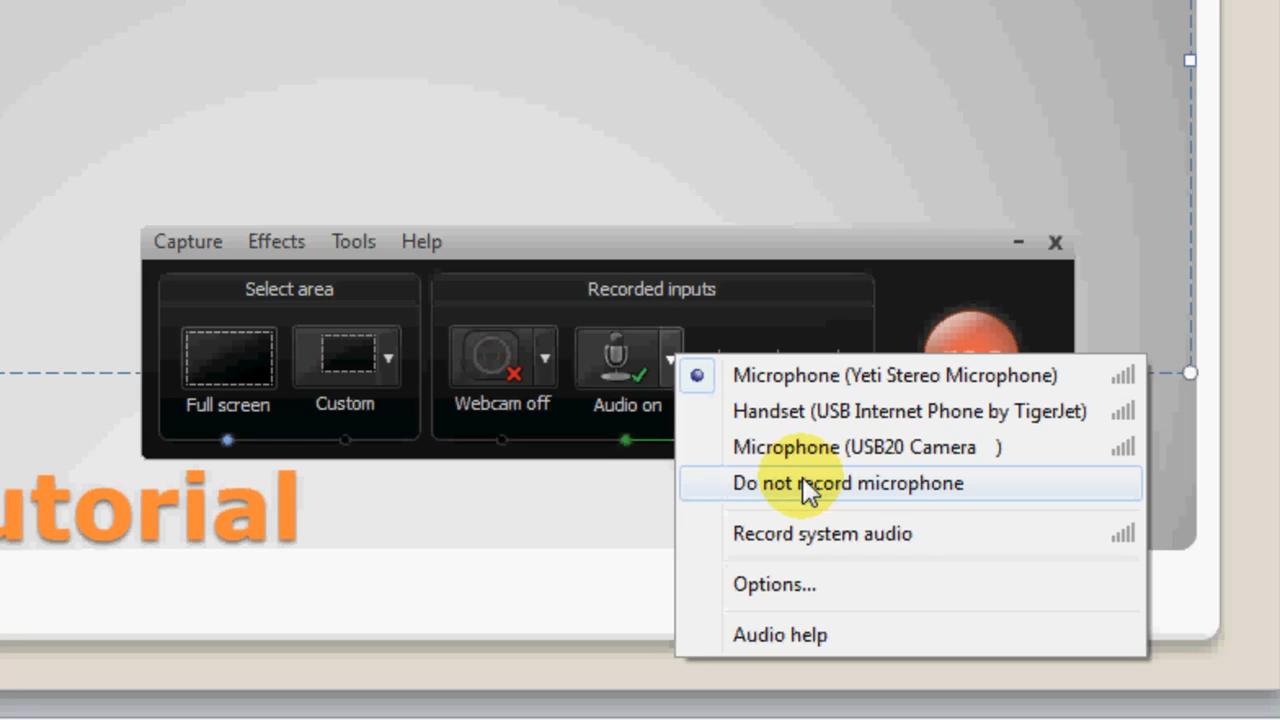 Capture Effects Tools Help
Select area
Recorded inputs
Full screen
Custom
Webcam off
Audio on
Microphone (Yeti Stereo Microphone)
Handset (USB Internet Phone by TigerJet)
Microphone (USB20 Camera )
Do not record microphone
Record system audio
Options...
Audio help
utorial